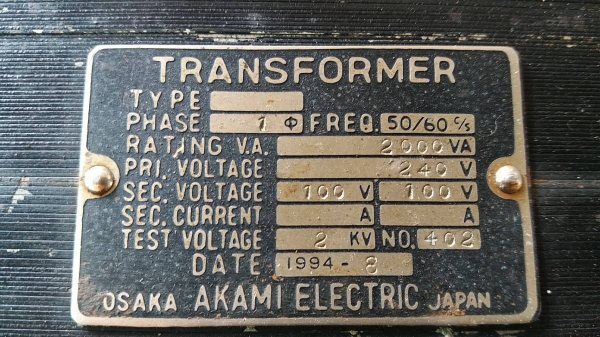 TRANSFORMER
TYPE
PHASE 1 Φ FREQ. 50/60 c/s
RATING V.A. 2000 VA
PRI. VOLTAGE 240 V
SEC. VOLTAGE 100 V 100 V
SEC. CURRENT A A
TEST VOLTAGE 2 KV NO. 402
DATE 1994-8
OSAKA AKAMI ELECTRIC JAPAN